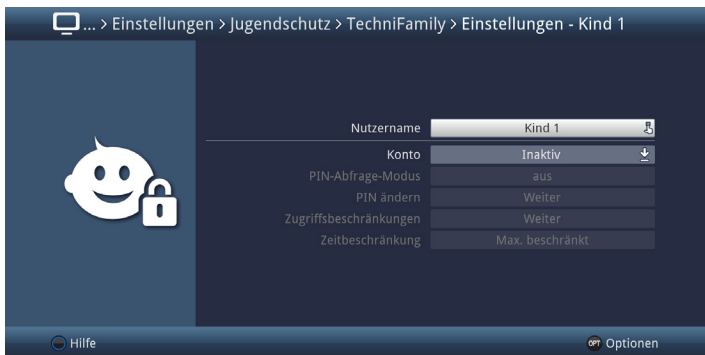 ... > Einstellungen > Jugendschutz > TechniFamily > Einstellungen - Kind 1
Nutzername Kind 1
Konto Inaktiv
PIN-Abfrage-Modus aus
PIN ändern Weiter
Zugriffsbeschränkungen Weiter
Zeitbeschränkung Max. beschränkt
Hilfe OPT Optionen